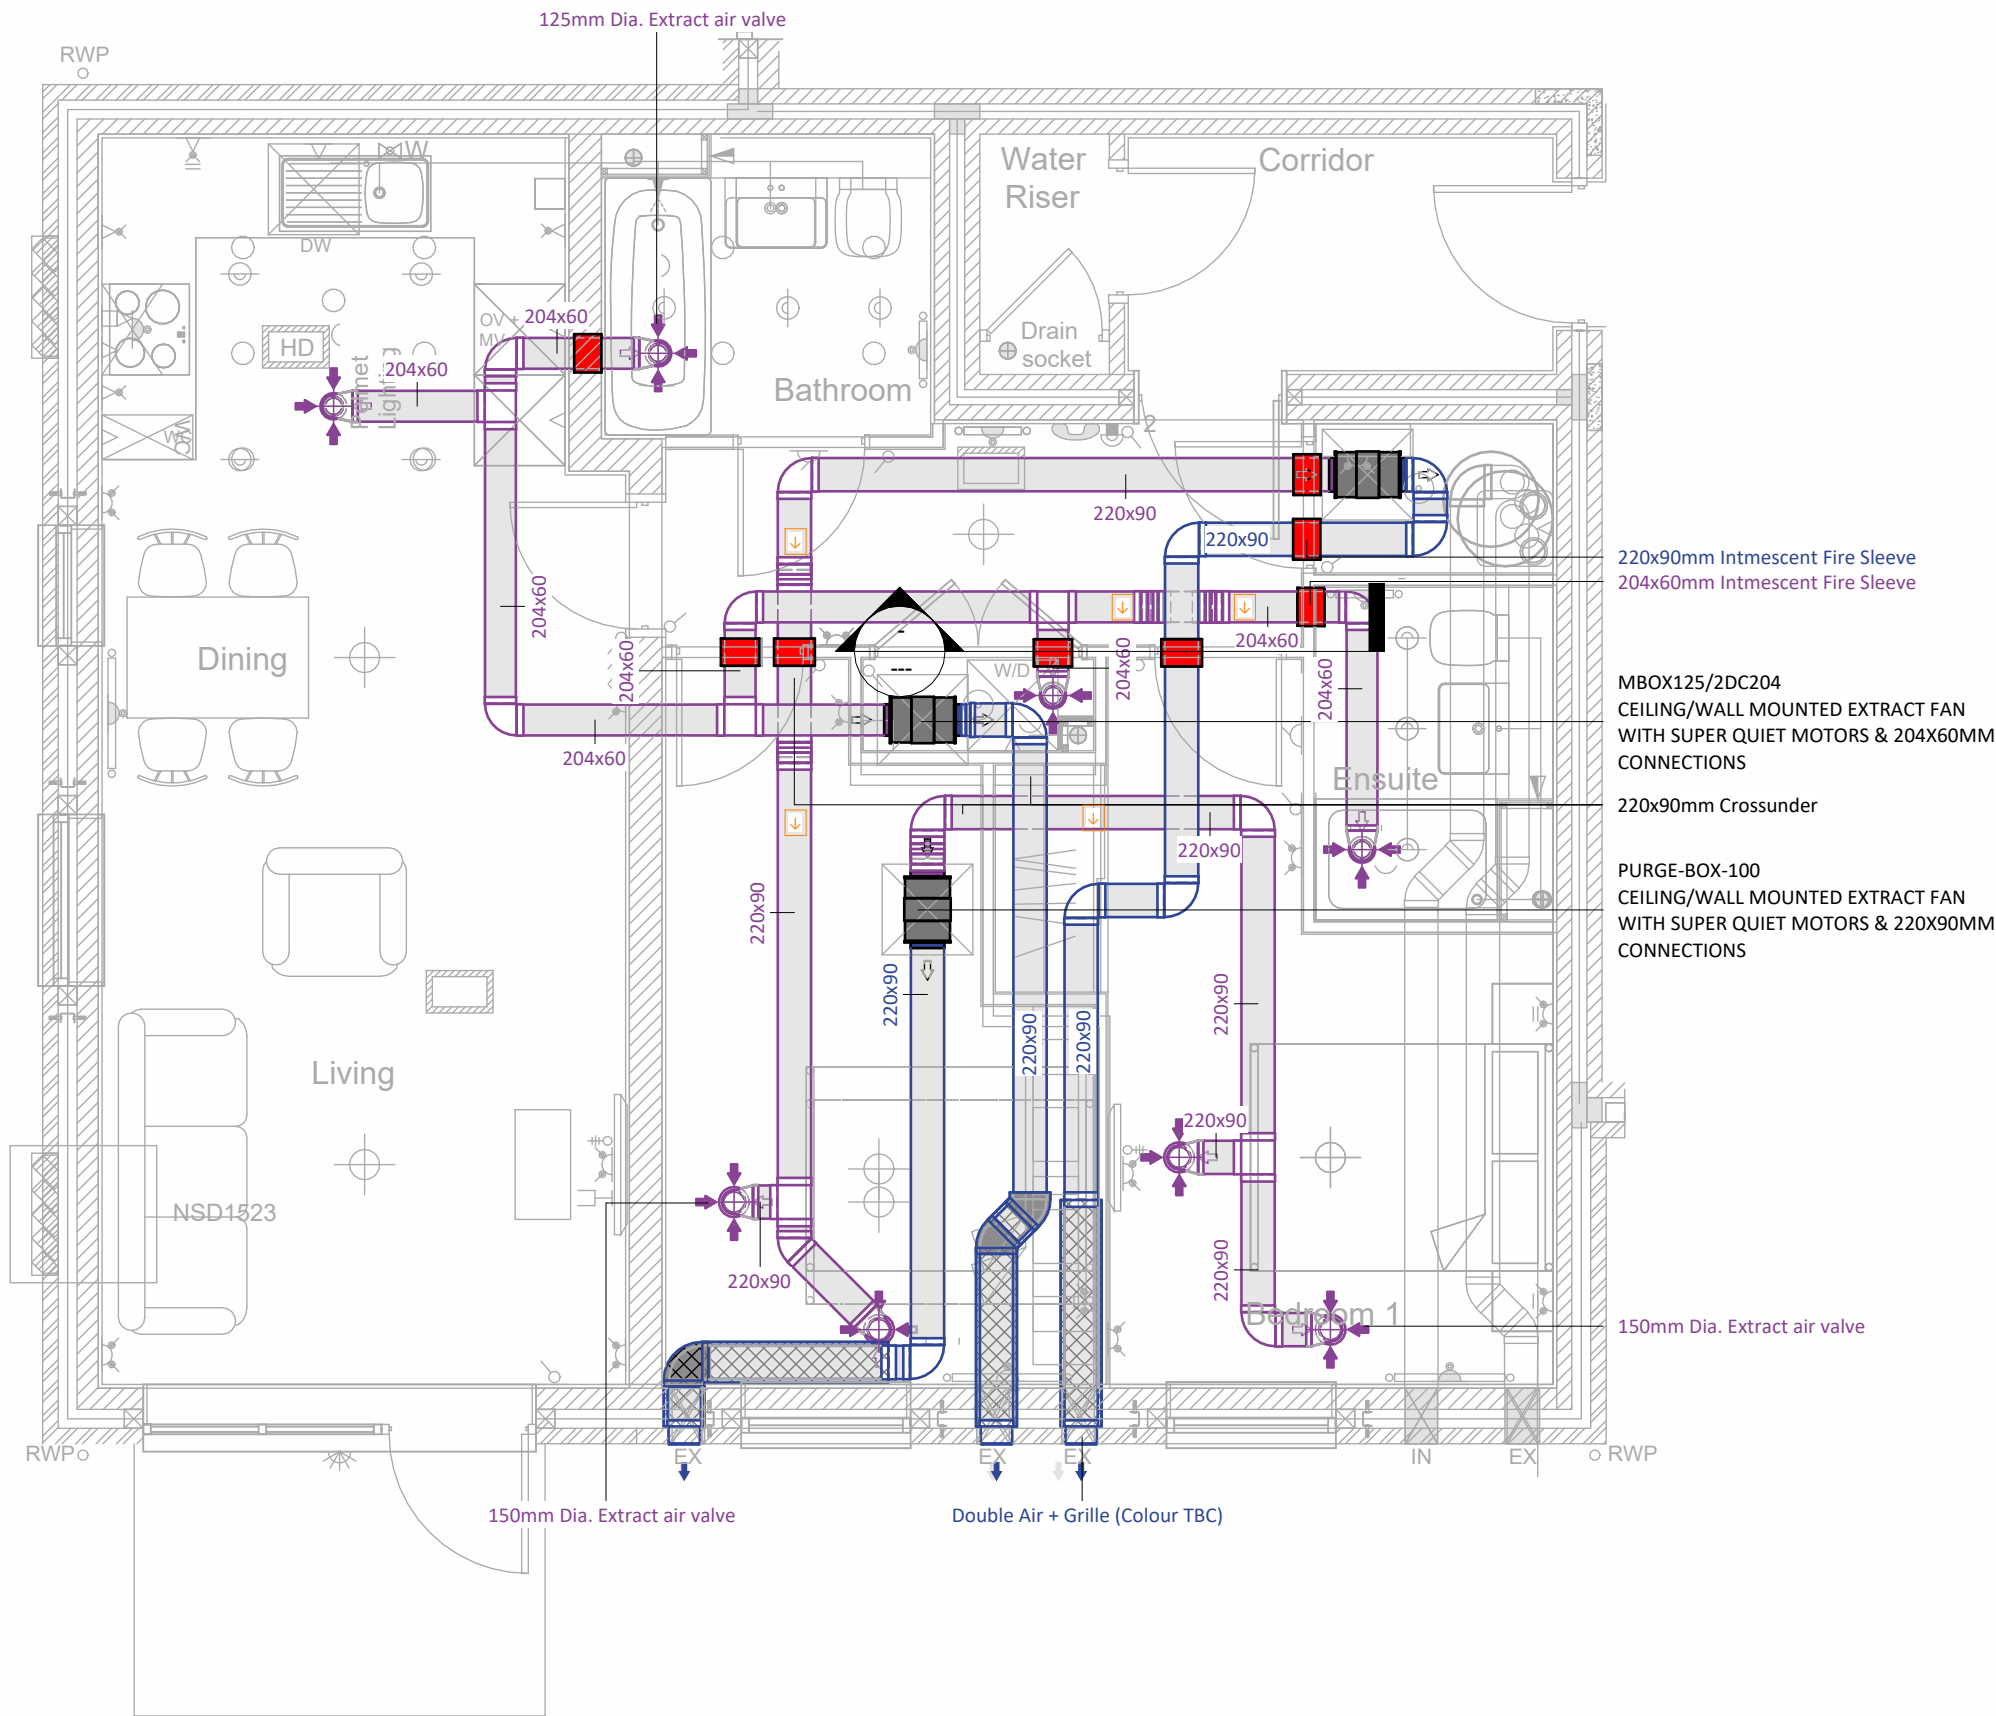 125mm Dia. Extract air valve
RWP
W
Water
Riser
Corridor
DW
OV +
MV
204x60
HD
Pelmet
Lighting
204x60
Drain
socket
Bathroom
2
220x90
220x90
220x90mm Intmescent Fire Sleeve
204x60mm Intmescent Fire Sleeve
204x60
204x60
204x60
204x60
204x60
-
---
W/D
Dining
MBOX125/2DC204
CEILING/WALL MOUNTED EXTRACT FAN
WITH SUPER QUIET MOTORS & 204X60MM
CONNECTIONS
204x60
Ensuite
220x90mm Crossunder
220x90
PURGE-BOX-100
CEILING/WALL MOUNTED EXTRACT FAN
WITH SUPER QUIET MOTORS & 220X90MM
CONNECTIONS
220x90
220x90
220x90
220x90
220x90
Living
220x90
NSD1523
220x90
220x90
Bedroom 1
150mm Dia. Extract air valve
RWP
EX
EX
EX
IN
EX
RWP
150mm Dia. Extract air valve
Double Air + Grille (Colour TBC)